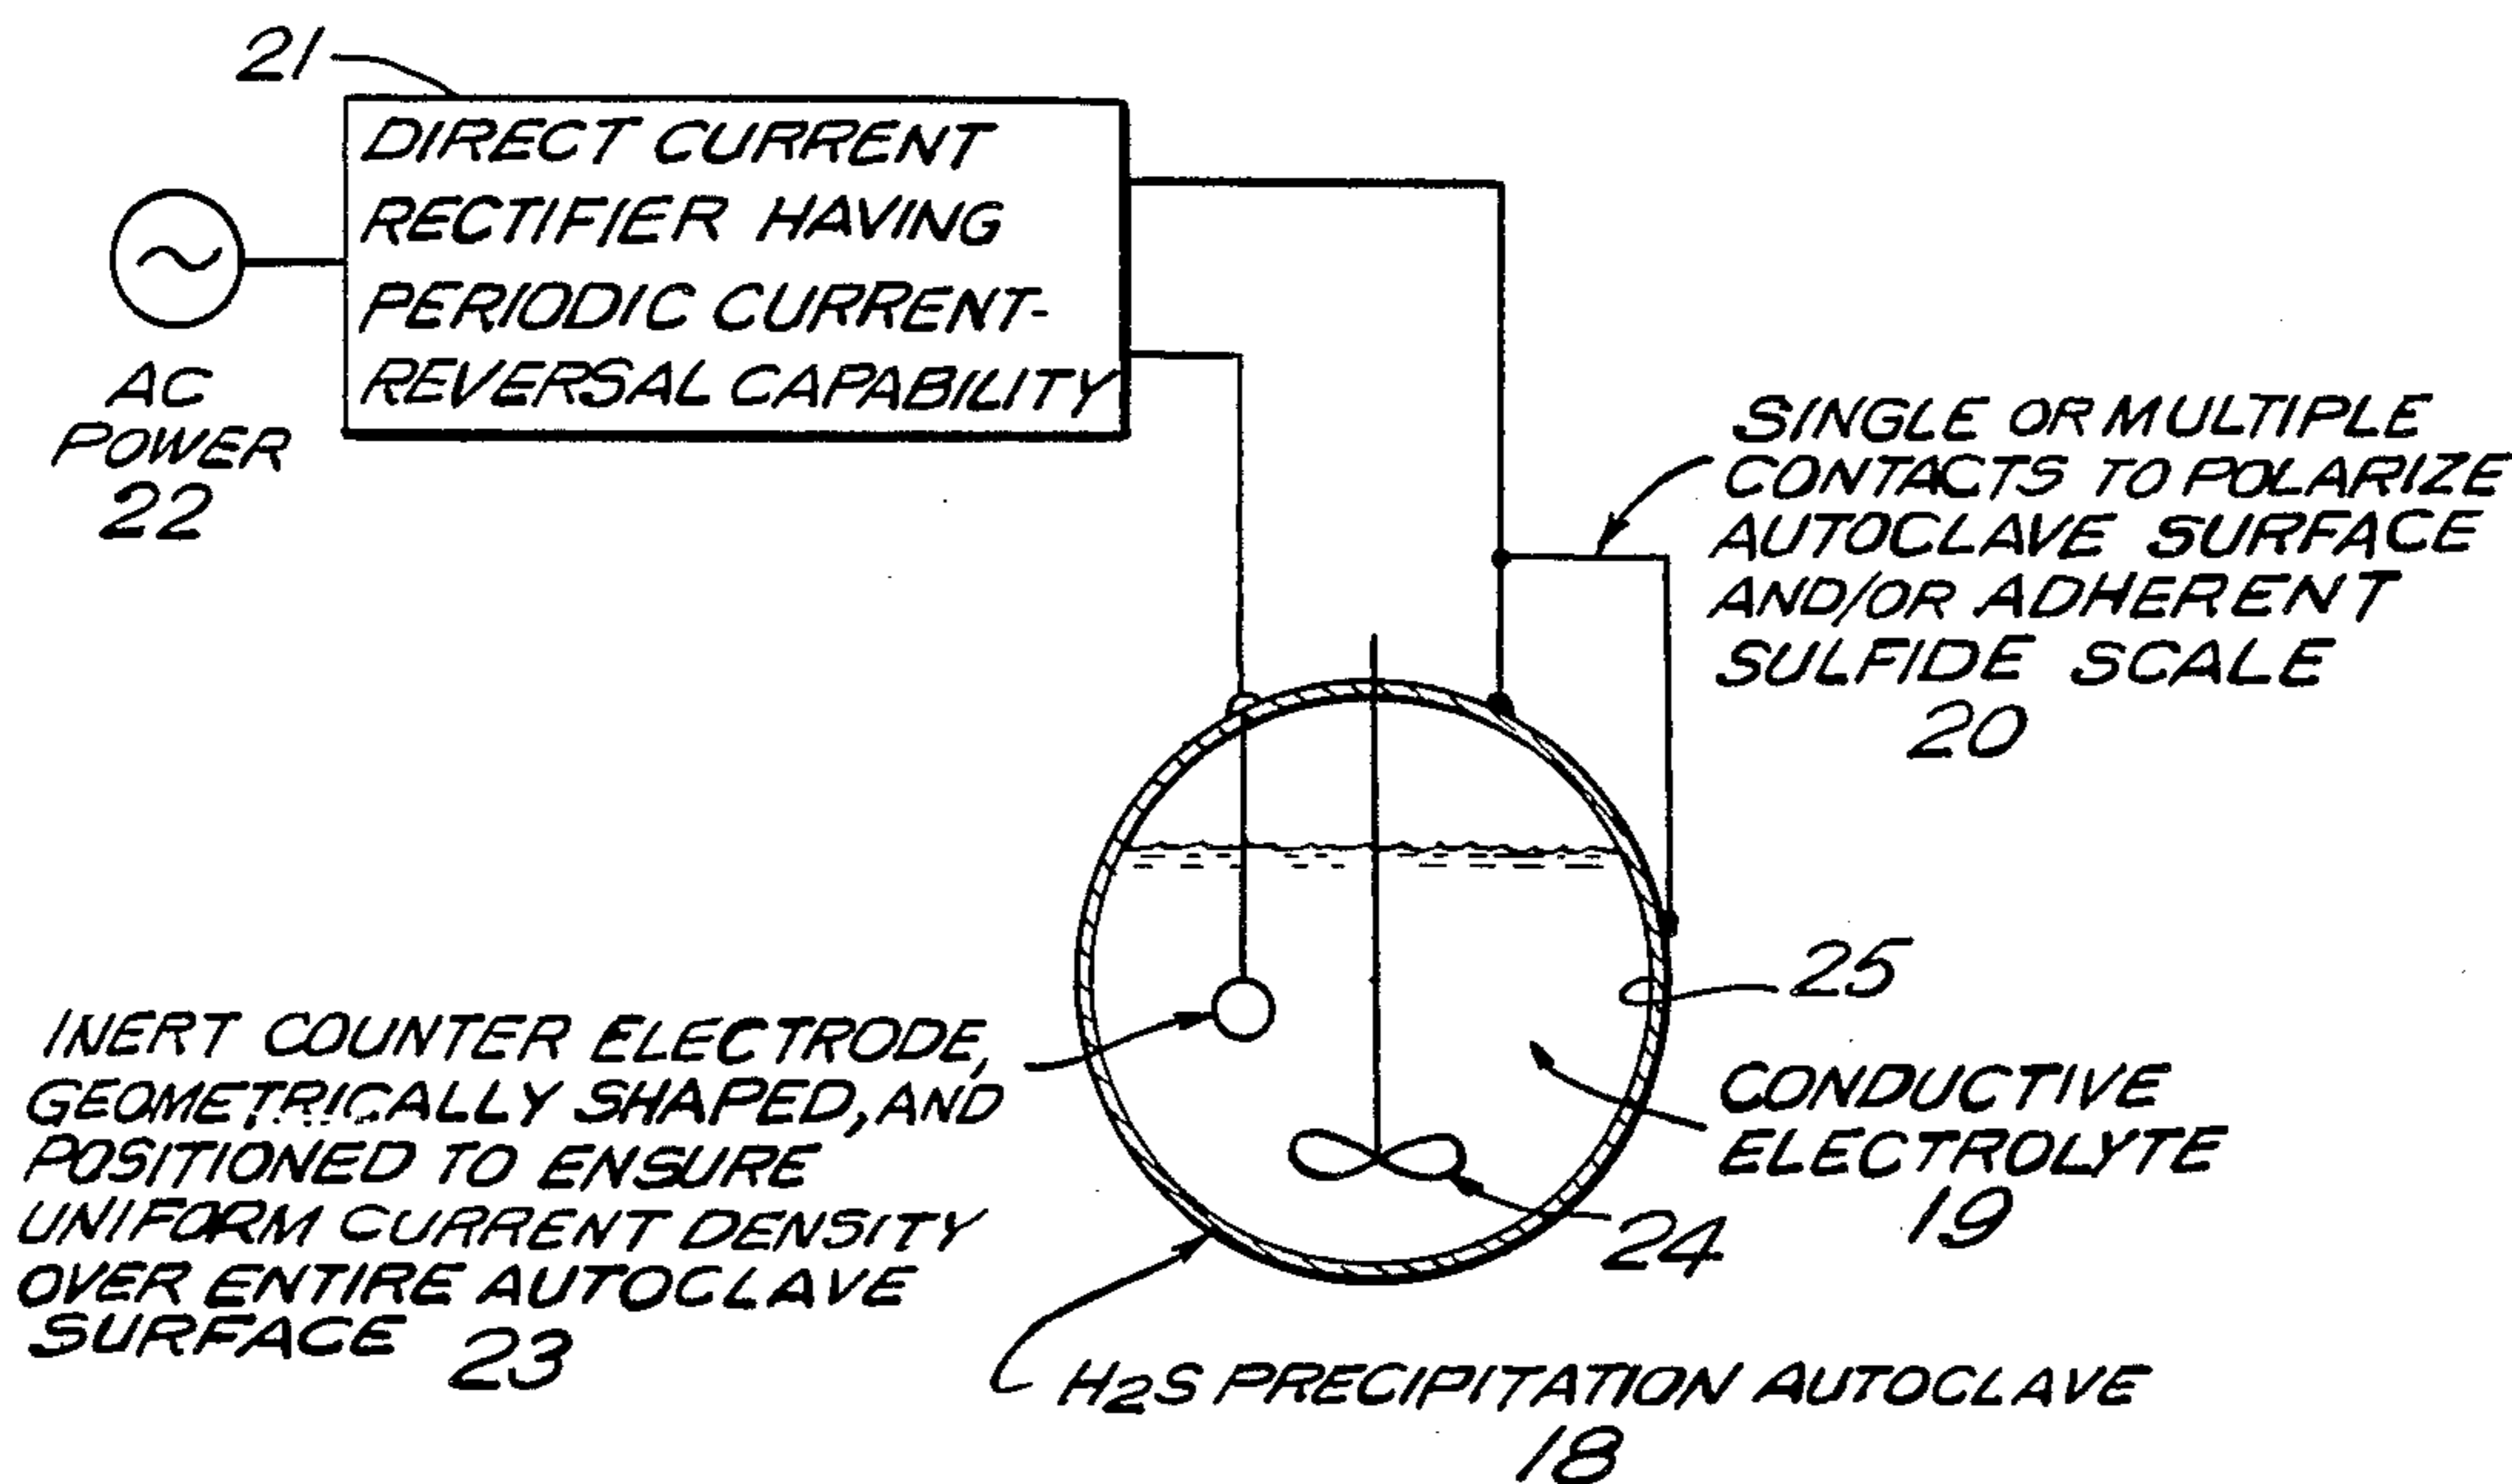 21
DIRECT CURRENT
RECTIFIER HAVING
PERIODIC CURRENT-
REVERSAL CAPABILITY
AC
POWER
22
SINGLE OR MULTIPLE
CONTACTS TO POLARIZE
AUTOCLAVE SURFACE
AND/OR ADHERENT
SULFIDE SCALE
20
25
INERT COUNTER ELECTRODE,
GEOMETRICALLY SHAPED, AND
POSITIONED TO ENSURE
UNIFORM CURRENT DENSITY
OVER ENTIRE AUTOCLAVE
SURFACE 23
CONDUCTIVE
ELECTROLYTE
19
24
H2S PRECIPITATION AUTOCLAVE
18